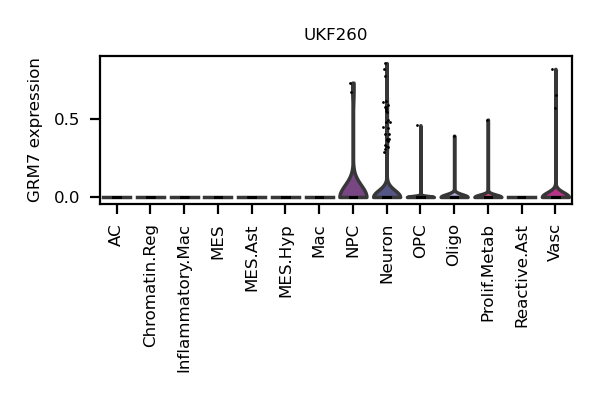 UKF260
GRM7 expression
0.5
0.0
AC
Chromatin.Reg
Inflammatory.Mac
MES
MES.Ast
MES.Hyp
Mac
NPC
Neuron
OPC
Oligo
Prolif.Metab
Reactive.Ast
Vasc